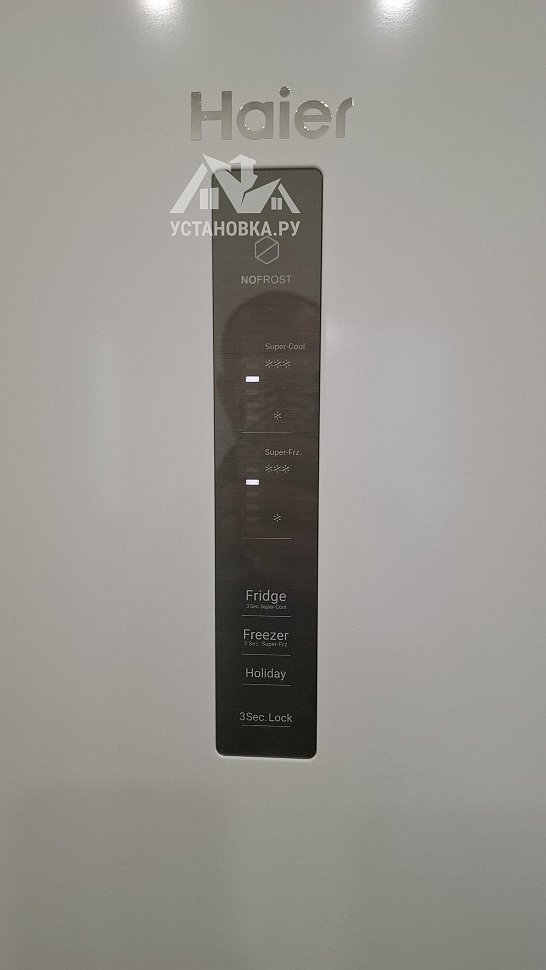 Haier
УСТАНОВКА.РУ
NOFROST
Super-Cool
Super-Frz.
Fridge
3 Sec. Super-Cool
Freezer
3 Sec. Super-Frz.
Holiday
3Sec. Lock